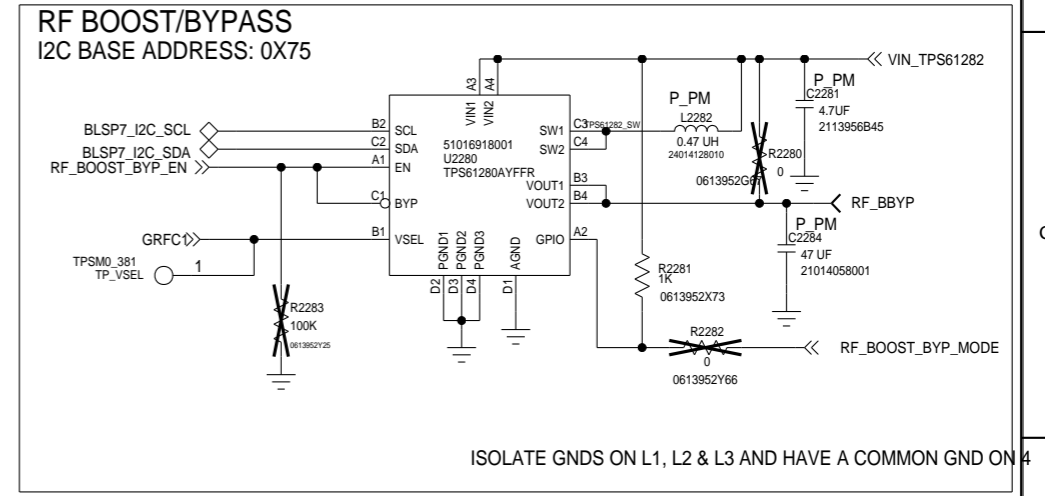 RF BOOST/BYPASS
I2C BASE ADDRESS: 0X75
VIN_TPS61282
A3
A4
P_PM
C2281
4.7UF
2113956B45
VIN1
VIN2
P_PM
L2282
0.47 UH
24014128010
BLSP7_I2C_SCL
B2
SCL
SW1
C3
TPS61282_SW
BLSP7_I2C_SDA
C2
SDA
51016918001
U2280
TPS61280AYFFR
SW2
C4
R2280
0
RF_BOOST_BYP_EN
A1
EN
VOUT1
B3
0613952G67
C1
BYP
VOUT2
B4
RF_BBYP
P_PM
C2284
47 UF
21014058001
GRFC1
B1
VSEL
GPIO
A2
TPSM0_381
TP_VSEL
1
PGND1
PGND2
PGND3
AGND
D2
D3
D4
D1
R2281
1K
0613952X73
R2283
100K
0613952Y25
R2282
0
0613952Y66
RF_BOOST_BYP_MODE
ISOLATE GNDS ON L1, L2 & L3 AND HAVE A COMMON GND ON 4